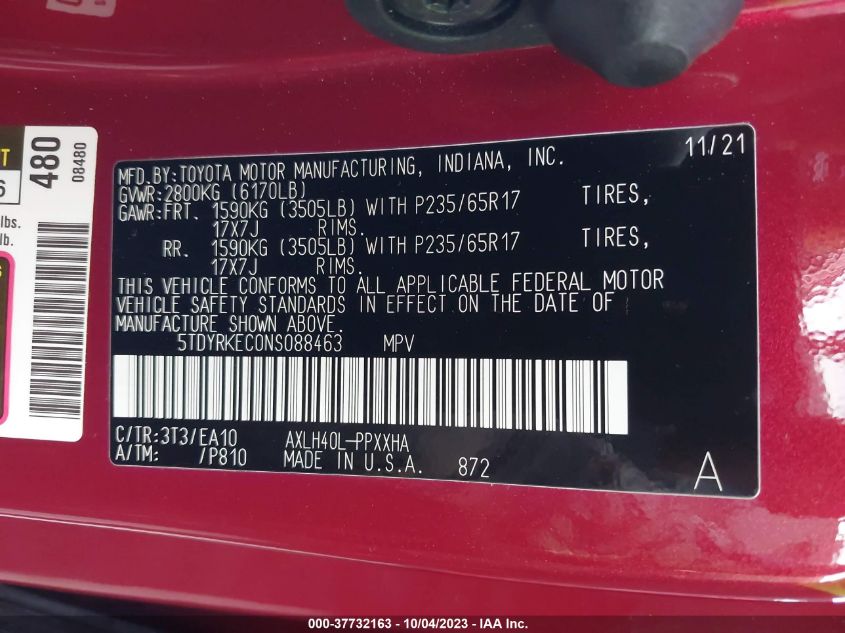 MFD.BY:TOYOTA MOTOR MANUFACTURING, INDIANA, INC. 11/21
GVWR:2800KG (6170LB)
GAWR:FRT. 1590KG (3505LB) WITH P235/65R17 TIRES,
17X7J RIMS.
RR. 1590KG (3505LB) WITH P235/65R17 TIRES,
17X7J RIMS.
THIS VEHICLE CONFORMS TO ALL APPLICABLE FEDERAL MOTOR
VEHICLE SAFETY STANDARDS IN EFFECT ON THE DATE OF
MANUFACTURE SHOWN ABOVE.
5TDYRKEC0NS088463 MPV
C/TR:3T3/EA10 AXLH40L-PPXXHA
A/TM: /P810 MADE IN U.S.A. 872 A
480
08480
lbs.
lb.
000-37732163 - 10/04/2023 - IAA Inc.